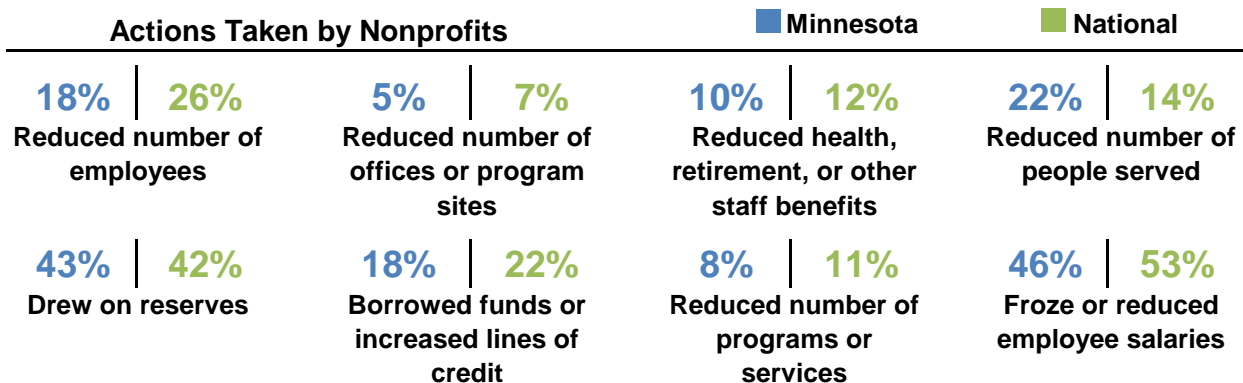 Actions Taken by Nonprofits
Minnesota
National
18% 26%
Reduced number of
employees
5% 7%
Reduced number of
offices or program
sites
10% 12%
Reduced health,
retirement, or other
staff benefits
22% 14%
Reduced number of
people served
43% 42%
Drew on reserves
18% 22%
Borrowed funds or
increased lines of
credit
8% 11%
Reduced number of
programs or
services
46% 53%
Froze or reduced
employee salaries